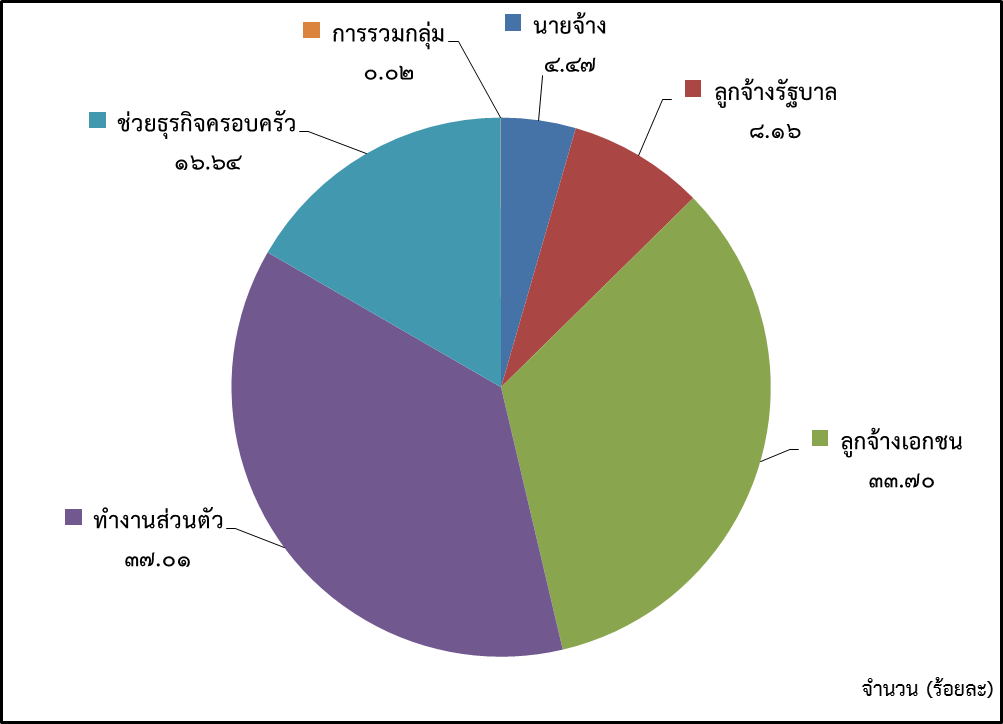 การรวมกลุ่ม
๐.๐๒
นายจ้าง
๔.๔๗
ลูกจ้างรัฐบาล
๘.๑๖
ช่วยธุรกิจครอบครัว
๑๖.๖๔
ลูกจ้างเอกชน
๓๓.๗๐
ทำงานส่วนตัว
๓๗.๐๑
จำนวน (ร้อยละ)